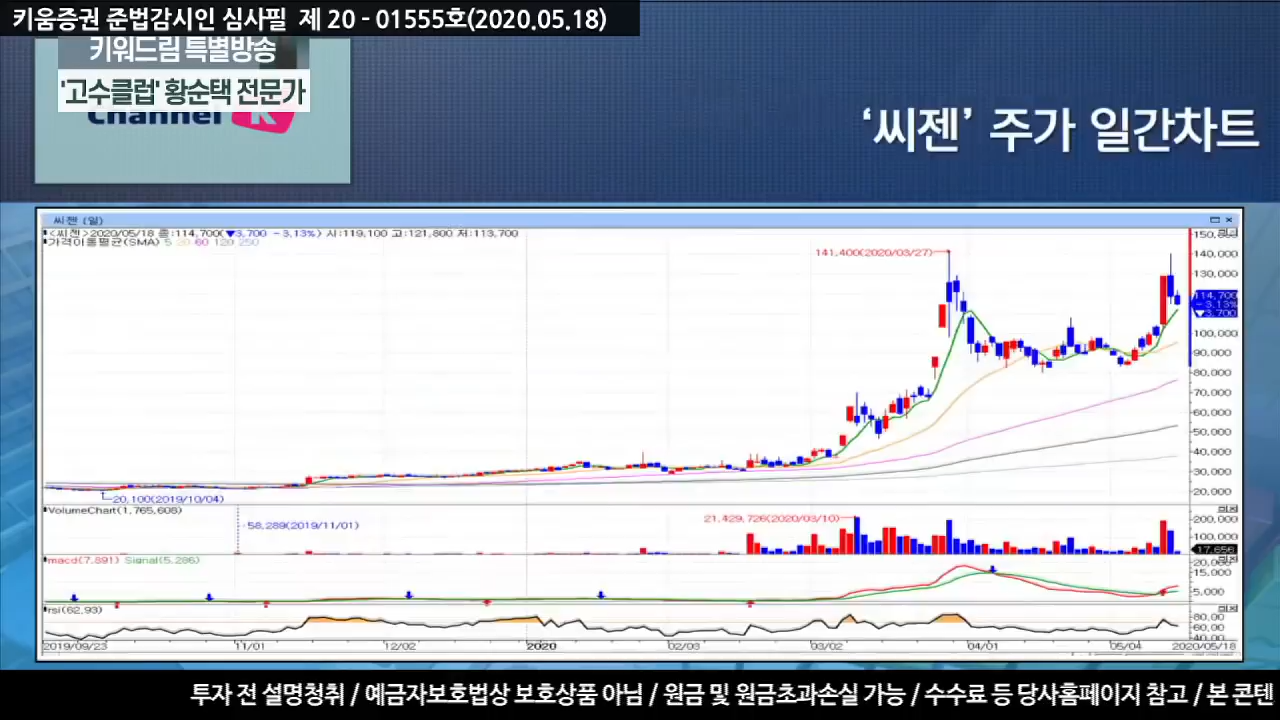 키움증권 준법감시인 심사필 제 20 - 01555호(2020.05.18)
키워드림 특별방송
'고수클럽' 황순택 전문가
Channel K
‘씨젠’ 주가 일간차트
씨젠 (일)
<씨젠>2020/05/18 종:114,700(▼3,700 -3.13%) 시:119,100 고:121,800 저:113,700
가격이동평균(SMA) 5 20 60 120 250
141,400(2020/03/27)
140,000
130,000
114,700
-3.13%
▼3,700
100,000
90,000
80,000
70,000
60,000
50,000
40,000
30,000
20,000
20,100(2019/10/04)
VolumeChart(1,765,608)
58,289(2019/11/01)
21,429,726(2020/03/10)
200,000
100,000
17,656
macd(7,891) Signal(5,286)
20,000
15,000
5,000
rsi(62,93)
80,00
60,00
40,00
2019/09/23 11/01 12/02 2020 02/03 03/02 04/01 05/04 2020/05/18
투자 전 설명청취 / 예금자보호법상 보호상품 아님 / 원금 및 원금초과손실 가능 / 수수료 등 당사홈페이지 참고 / 본 콘텐